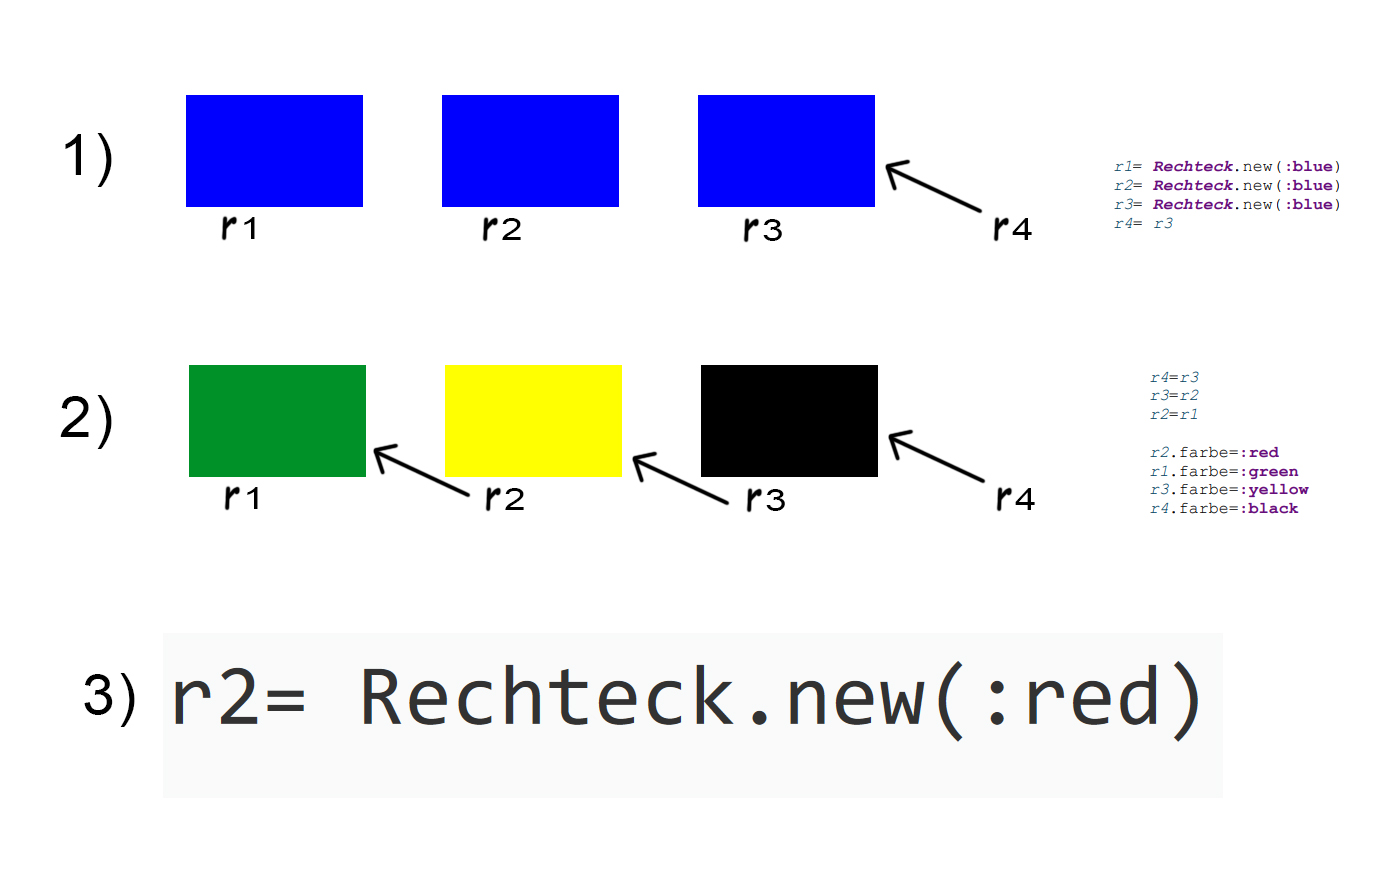 1)
r1 r2 r3 r4
r1= Rechteck.new(:blue)
r2= Rechteck.new(:blue)
r3= Rechteck.new(:blue)
r4= r3
2)
r1 r2 r3 r4
r4=r3
r3=r2
r2=r1
r2.farbe=:red
r1.farbe=:green
r3.farbe=:yellow
r4.farbe=:black
3) r2= Rechteck.new(:red)